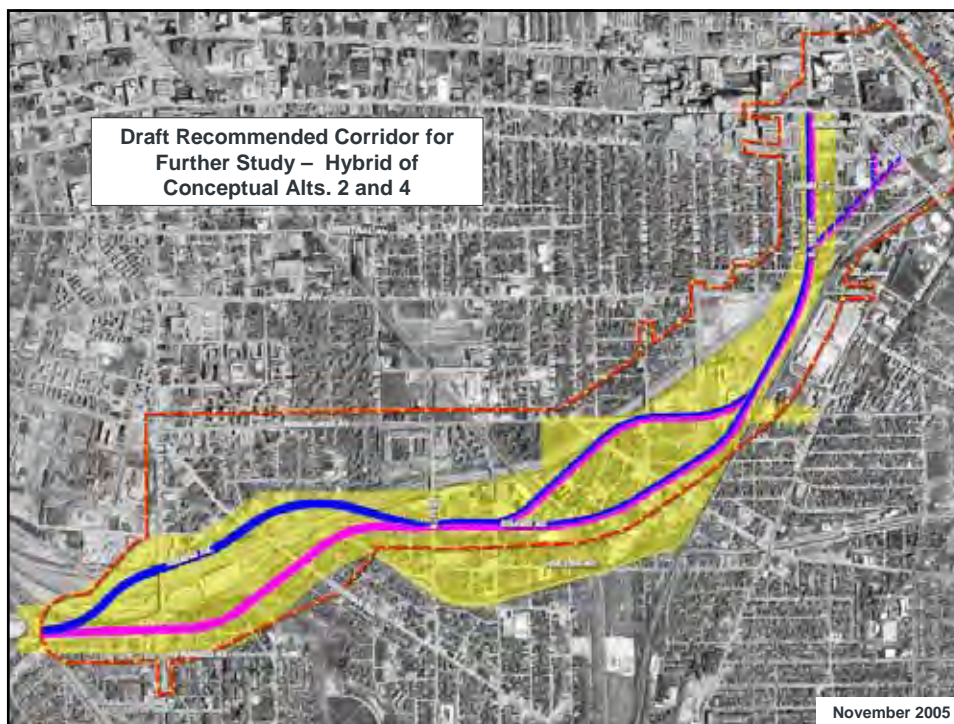 Draft Recommended Corridor for
Further Study – Hybrid of
Conceptual Alts. 2 and 4
November 2005